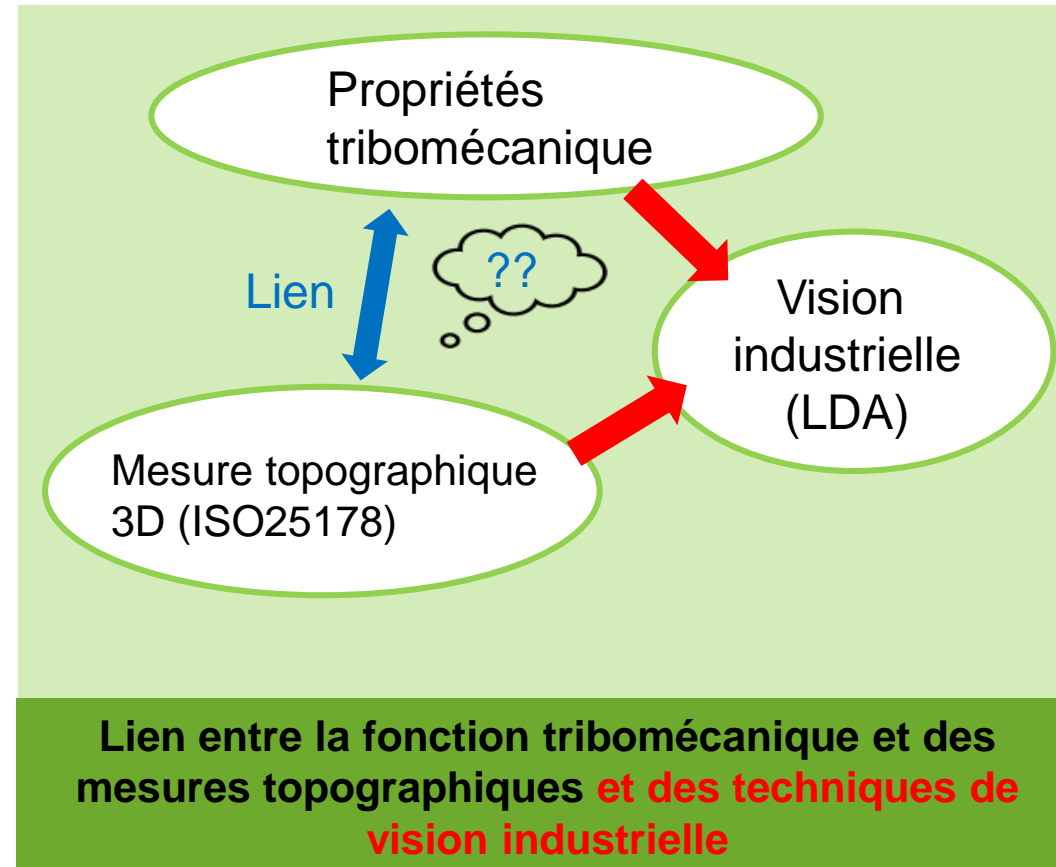 Propriétés
tribomécanique
Lien
??
Vision
industrielle
(LDA)
Mesure topographique
3D (ISO25178)
Lien entre la fonction tribomécanique et des
mesures topographiques et des techniques de
vision industrielle